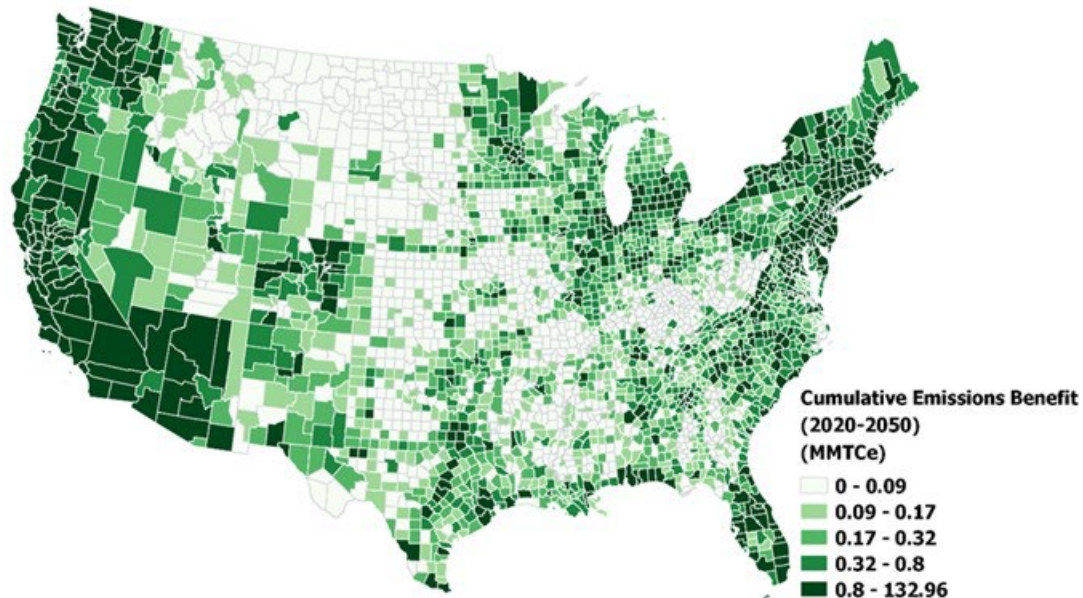 Cumulative Emissions Benefit
(2020-2050)
(MMTCe)
0 - 0.09
0.09 - 0.17
0.17 - 0.32
0.32 - 0.8
0.8 - 132.96